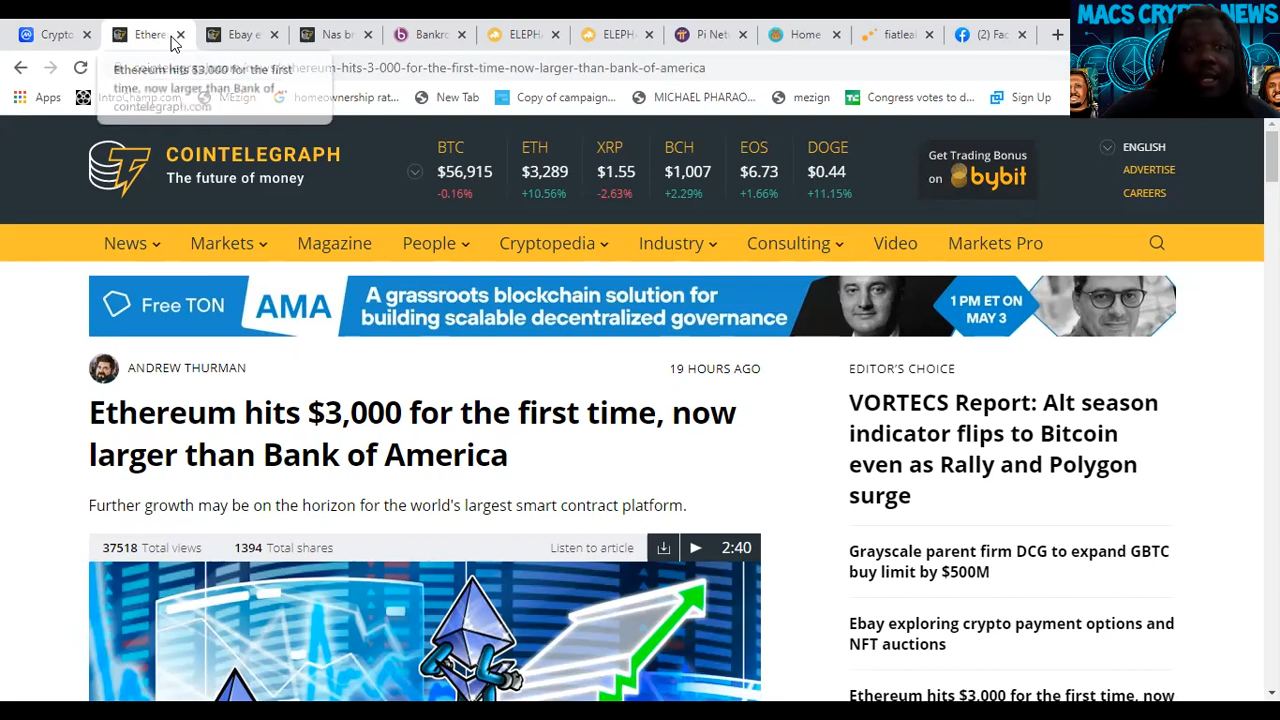 MACS CRYPTO NEWS
Crypto
Ethere
Ebay e
Nas br
Bankro
ELEPHA
ELEPH
Pi Netw
Home
fiatleak
(2) Fac
hereum-hits-3-000-for-the-first-time-now-larger-than-bank-of-america
Ethereum hits $3,000 for the first
time, now larger than Bank of ...
cointelegraph.com
Apps
IntroChamp.com
MEzign
homeownership rat...
New Tab
Copy of campaign...
MICHAEL PHARAO...
mezign
Congress votes to d...
Sign Up
COINTELEGRAPH
The future of money
BTC ETH XRP BCH EOS DOGE
$56,915 $3,289 $1.55 $1,007 $6.73 $0.44
-0.16% +10.56% -2.63% +2.29% +1.66% +11.15%
Get Trading Bonus
on bybit
ENGLISH
ADVERTISE
CAREERS
News Markets Magazine People Cryptopedia Industry Consulting Video Markets Pro
Free TON
AMA
A grassroots blockchain solution for
building scalable decentralized governance
1 PM ET ON
MAY 3
ANDREW THURMAN
19 HOURS AGO
Ethereum hits $3,000 for the first time, now
larger than Bank of America
Further growth may be on the horizon for the world's largest smart contract platform.
37518 Total views
1394 Total shares
Listen to article
2:40
EDITOR'S CHOICE
VORTECS Report: Alt season
indicator flips to Bitcoin
even as Rally and Polygon
surge
Grayscale parent firm DCG to expand GBTC
buy limit by $500M
Ebay exploring crypto payment options and
NFT auctions
Ethereum hits $3,000 for the first time, now